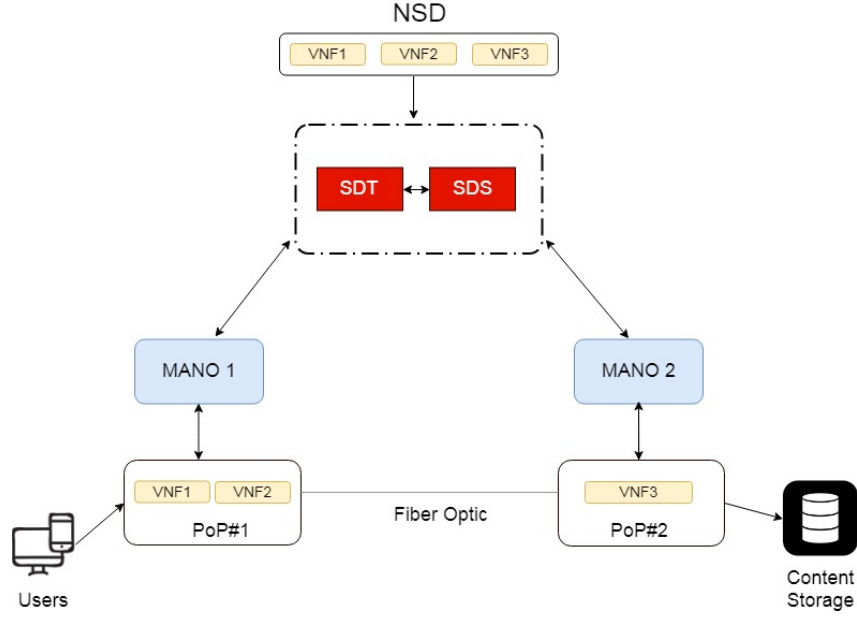 NSD
VNF1 VNF2 VNF3
SDT SDS
MANO 1 MANO 2
VNF1 VNF2 VNF3
Fiber Optic
PoP#1 PoP#2
Users
Content
Storage